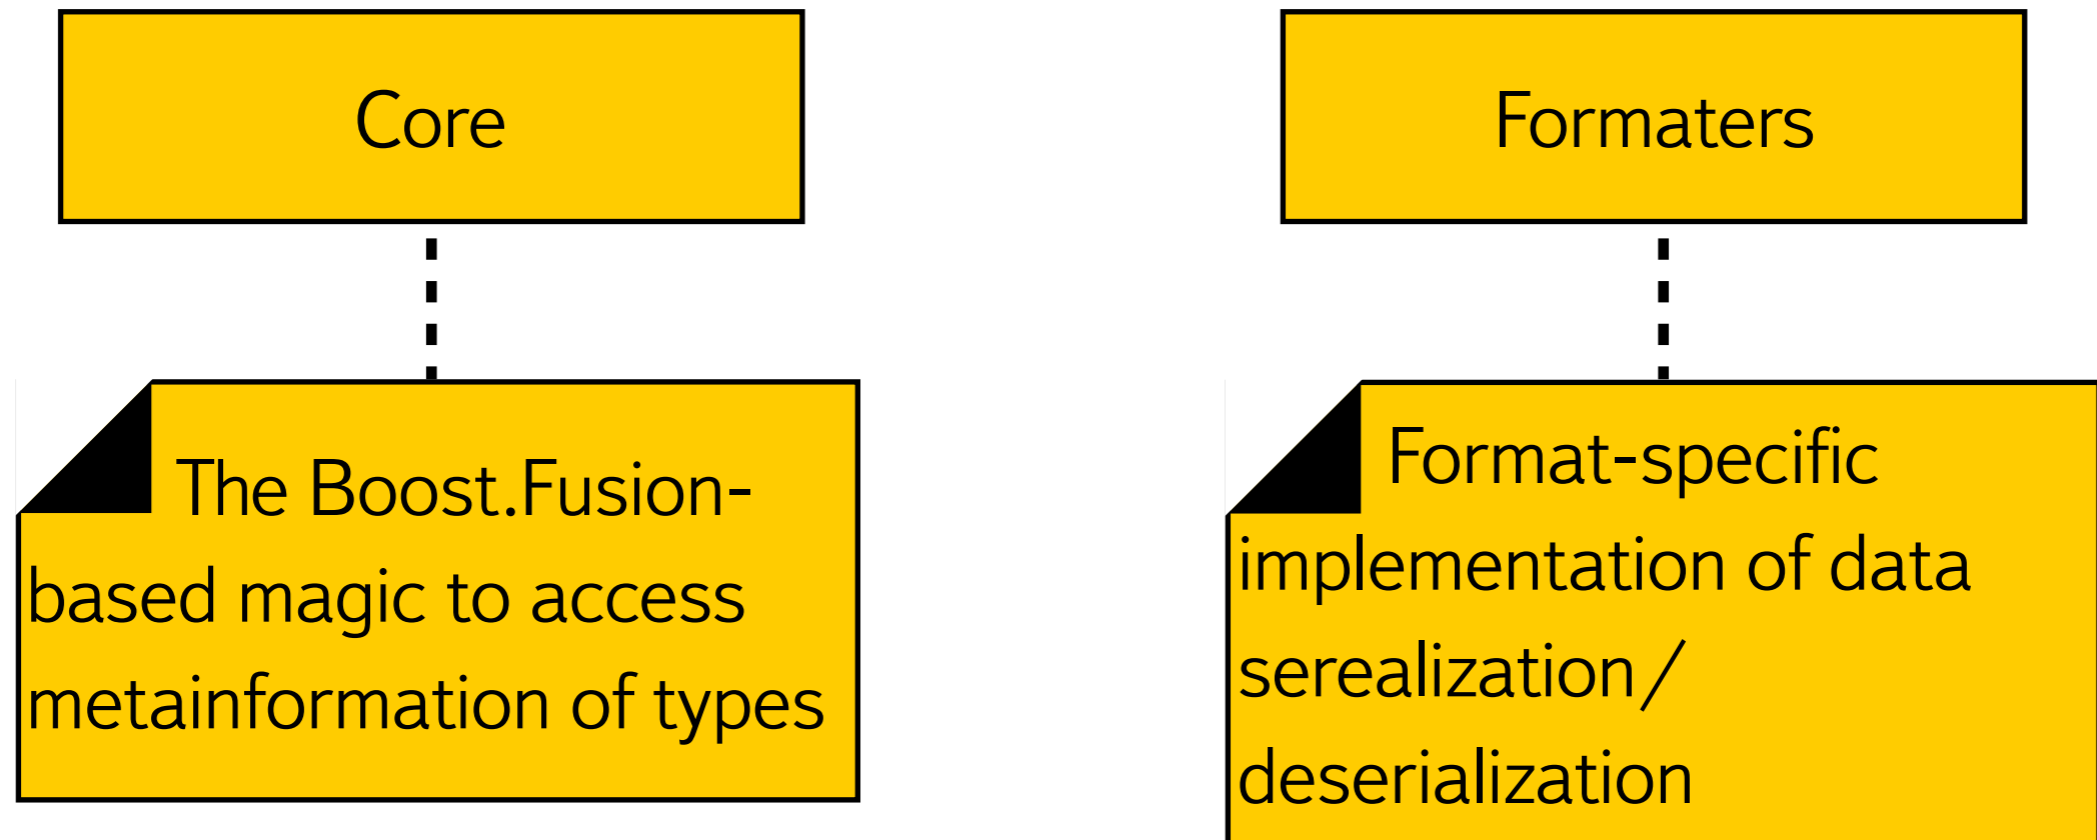 Core
The Boost.Fusion-
based magic to access
metainformation of types
Formaters
Format-specific
implementation of data
serealization/
deserialization